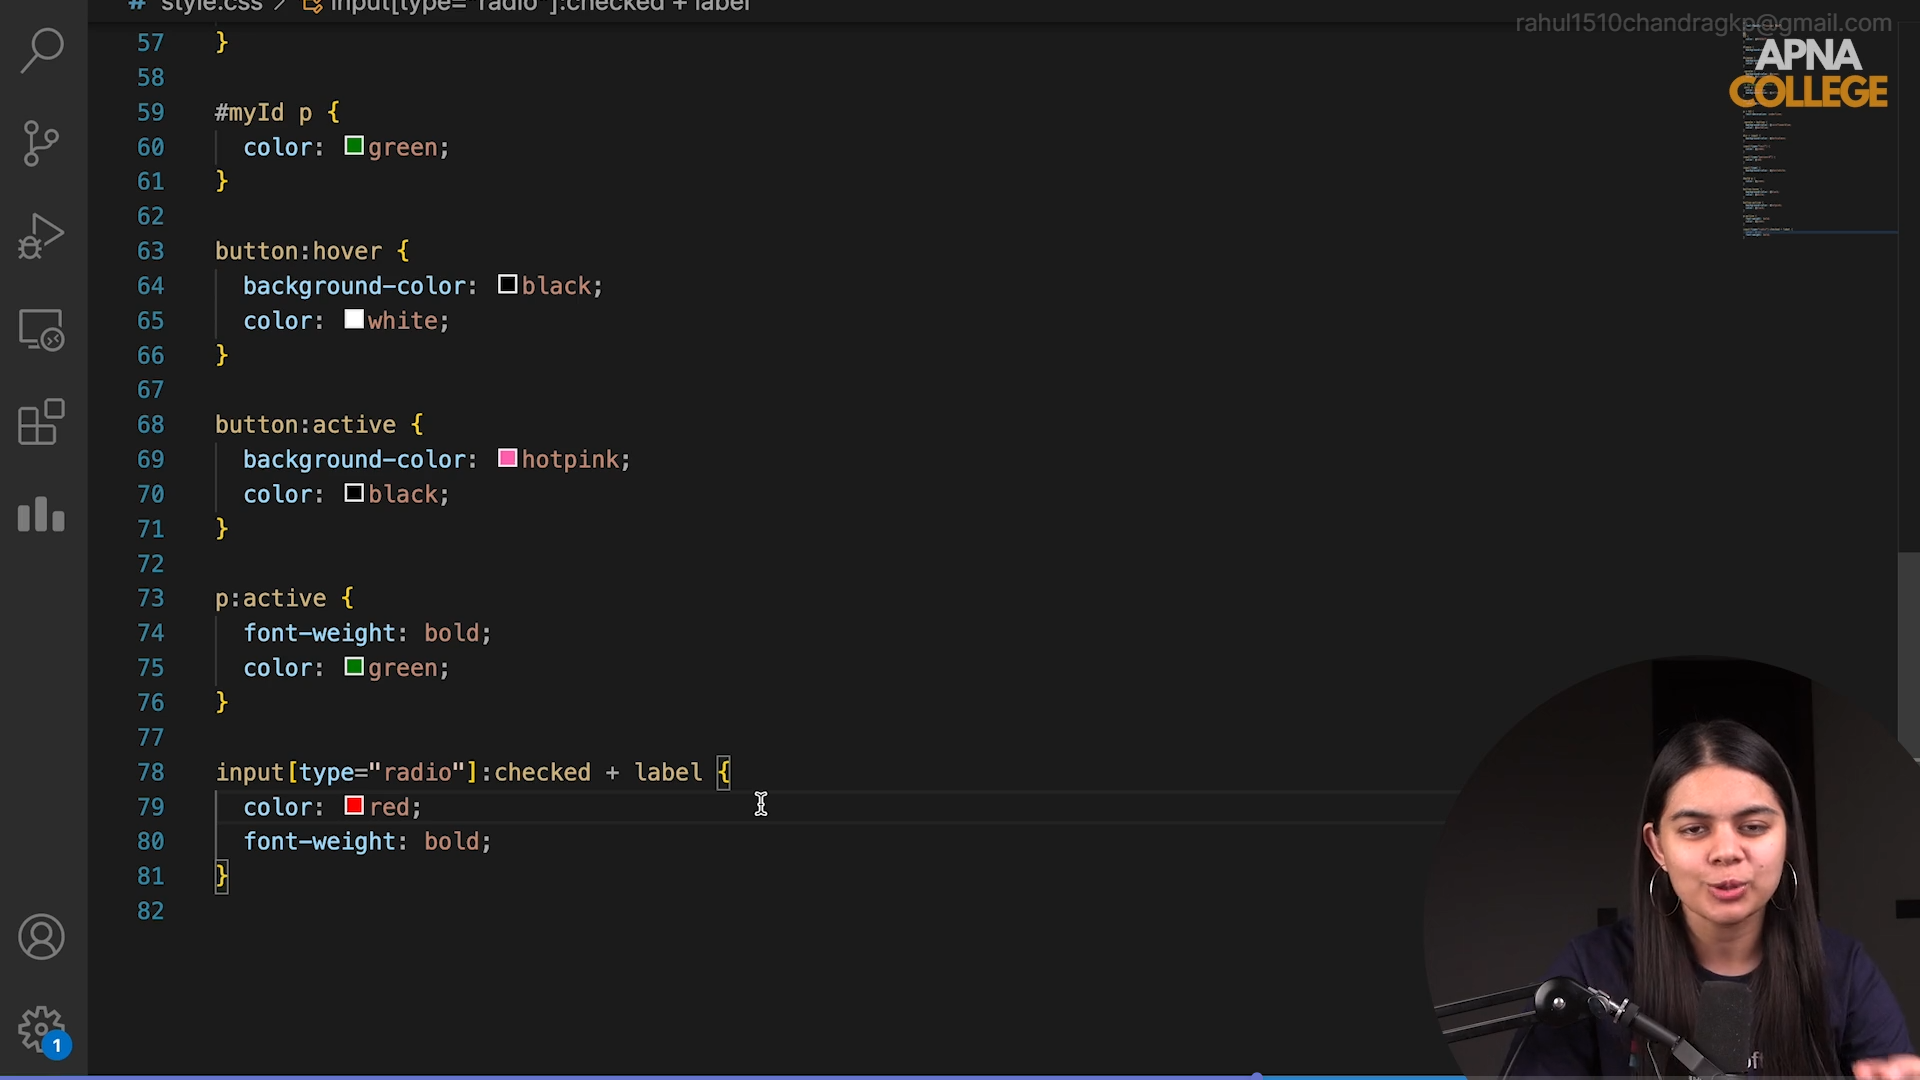 # style.css > input[type="radio"]:checked + label
rahul1510chandragkp@gmail.com
APNA
COLLEGE
57 }
58
59 #myId p {
60 color: green;
61 }
62
63 button:hover {
64 background-color: black;
65 color: white;
66 }
67
68 button:active {
69 background-color: hotpink;
70 color: black;
71 }
72
73 p:active {
74 font-weight: bold;
75 color: green;
76 }
77
78 input[type="radio"]:checked + label {
79 color: red;
80 font-weight: bold;
81 }
82
1